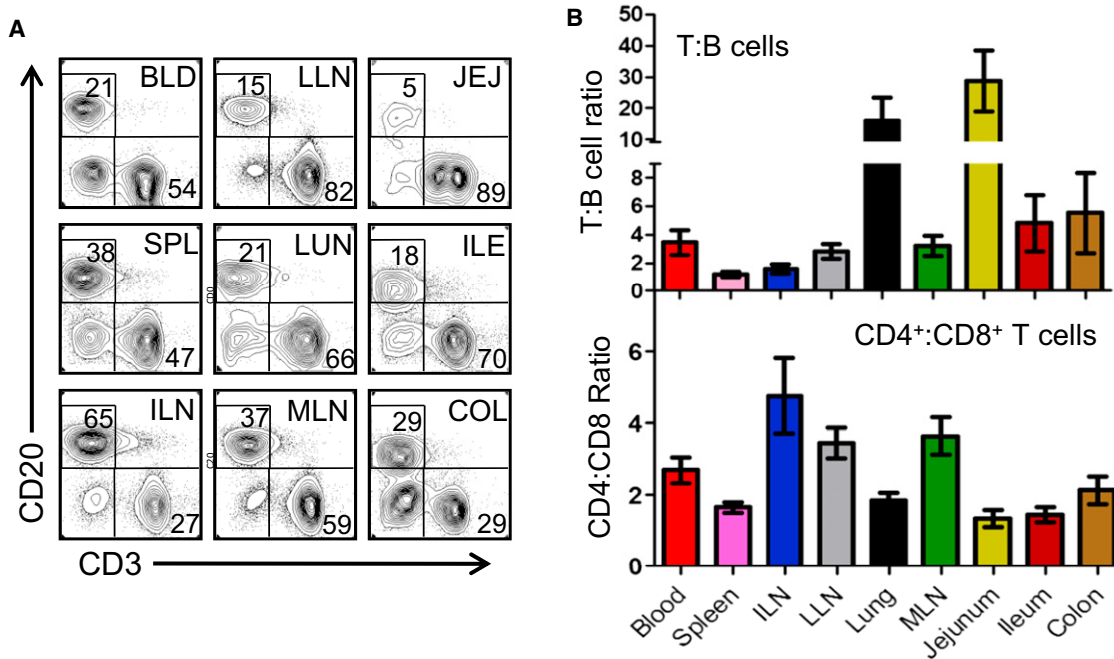 A
BLD
21
54
LLN
15
82
JEJ
5
89
SPL
38
47
LUN
21
66
ILE
18
70
ILN
65
27
MLN
37
59
COL
29
29
CD20
CD3
B
T:B cells
T:B cell ratio
50
40
30
20
10
8
6
4
2
0
CD4⁺:CD8⁺ T cells
CD4:CD8 Ratio
6
4
2
0
Blood
Spleen
ILN
LLN
Lung
MLN
Jejunum
Ileum
Colon